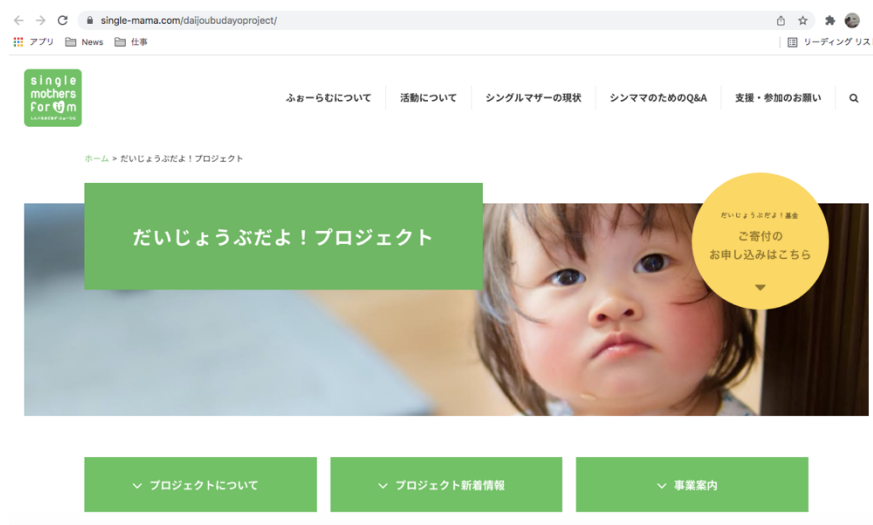 single-mama.com/daijoubudayoproject/
アプリ News 仕事 リーディング リスト
single
mothers
forum
ふぉーらむについて 活動について シングルマザーの現状 シンママのためのQ&A 支援・参加のお願い
ホーム > だいじょうぶだよ！プロジェクト
だいじょうぶだよ！プロジェクト
だいじょうぶだよ！基金
ご寄付の
お申し込みはこちら
プロジェクトについて プロジェクト新着情報 事業案内